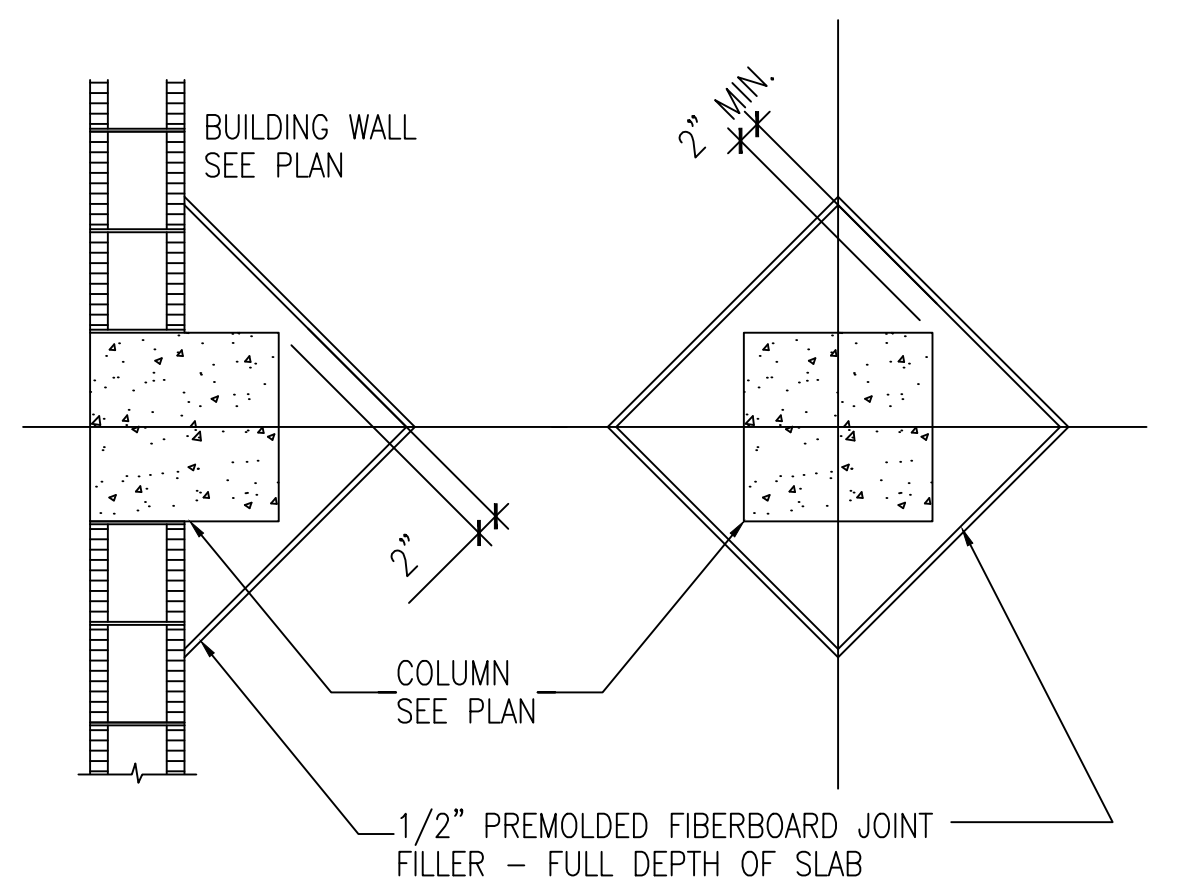 BUILDING WALL
SEE PLAN
2” MIN.
2”
COLUMN
SEE PLAN
1/2” PREMOLDED FIBERBOARD JOINT
FILLER – FULL DEPTH OF SLAB